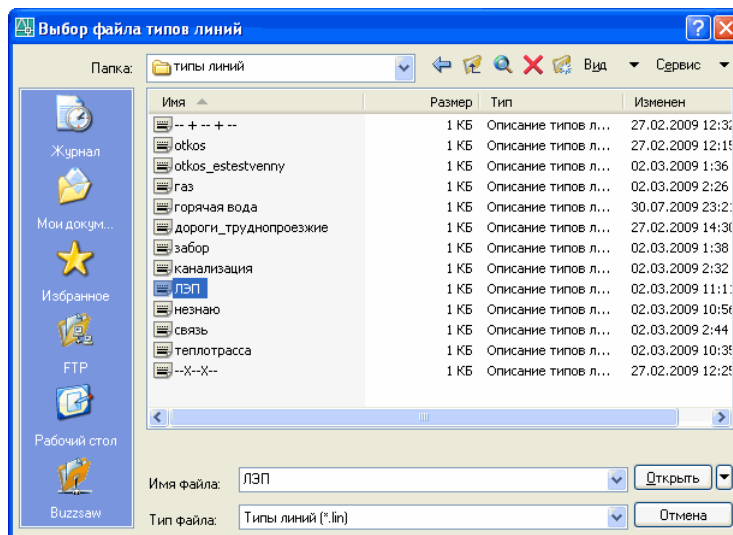 Выбор файла типов линий
Папка: типы линий Вид Сервис
Имя Размер Тип Изменен
-- + -- + -- 1 КБ Описание типов л... 27.02.2009 12:32
otkos 1 КБ Описание типов л... 27.02.2009 12:15
otkos_estestvenny 1 КБ Описание типов л... 02.03.2009 1:36
газ 1 КБ Описание типов л... 02.03.2009 2:26
горячая вода 1 КБ Описание типов л... 30.07.2009 23:2
дороги_труднопроезжие 1 КБ Описание типов л... 27.02.2009 14:30
забор 1 КБ Описание типов л... 02.03.2009 1:38
канализация 1 КБ Описание типов л... 02.03.2009 2:32
ЛЭП 1 КБ Описание типов л... 02.03.2009 11:1
незнаю 1 КБ Описание типов л... 02.03.2009 10:56
связь 1 КБ Описание типов л... 02.03.2009 2:44
теплотрасса 1 КБ Описание типов л... 02.03.2009 10:35
--X--X-- 1 КБ Описание типов л... 27.02.2009 12:25
Журнал
Мои докум...
Избранное
FTP
Рабочий стол
Buzzsaw
Имя файла: ЛЭП Открыть
Тип файла: Типы линий (*.lin) Отмена